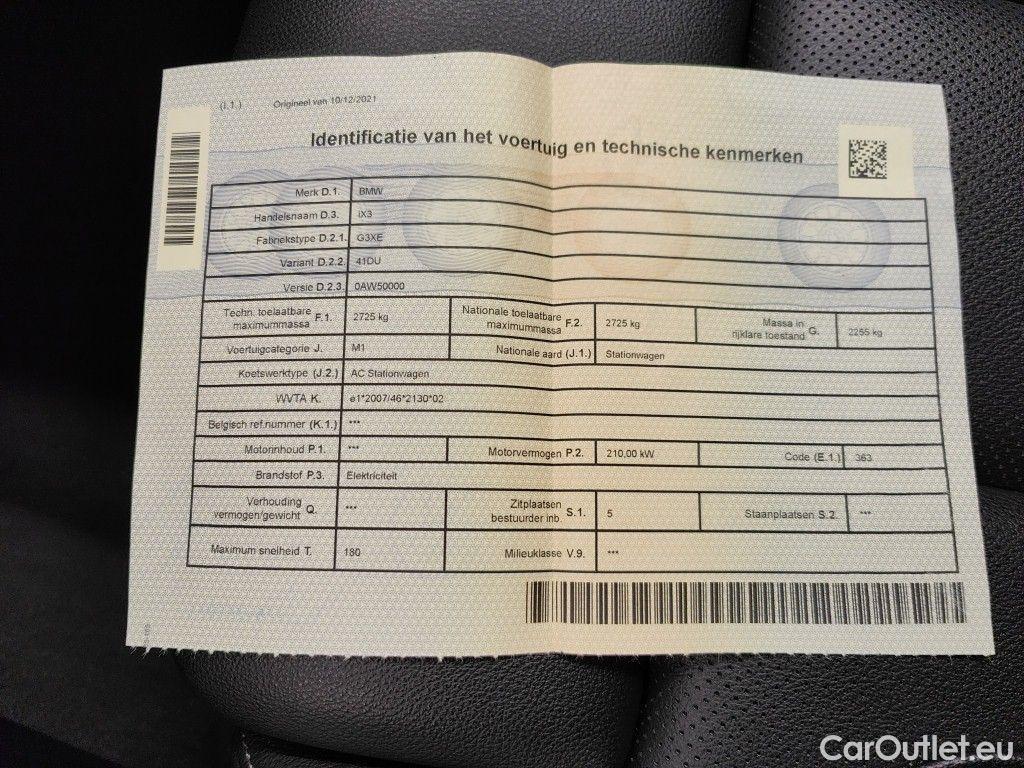 (I.1.) Origineel van 10/12/2021
Identificatie van het voertuig en technische kenmerken
Merk D.1. BMW
Handelsnaam D.3. iX3
Fabriekstype D.2.1. G3XE
Variant D.2.2. 41DU
Versie D.2.3. 0AW50000
Techn. toelaatbare maximummassa F.1. 2725 kg Nationale toelaatbare maximummassa F.2. 2725 kg Massa in rijklare toestand G. 2255 kg
Voertuigcategorie J. M1 Nationale aard (J.1.) Stationwagen
Koetswerktype (J.2.) AC Stationwagen
WVTA K. e1*2007/46*2130*02
Belgisch ref.nummer (K.1.) ***
Motorinhoud P.1. *** Motorvermogen P.2. 210,00 kW Code (E.1.) 363
Brandstof P.3. Elektriciteit
Verhouding vermogen/gewicht Q. *** Zitplaatsen bestuurder inb. S.1. 5 Staanplaatsen S.2. ***
Maximum snelheid T. 180 Milieuklasse V.9. ***
CarOutlet.eu